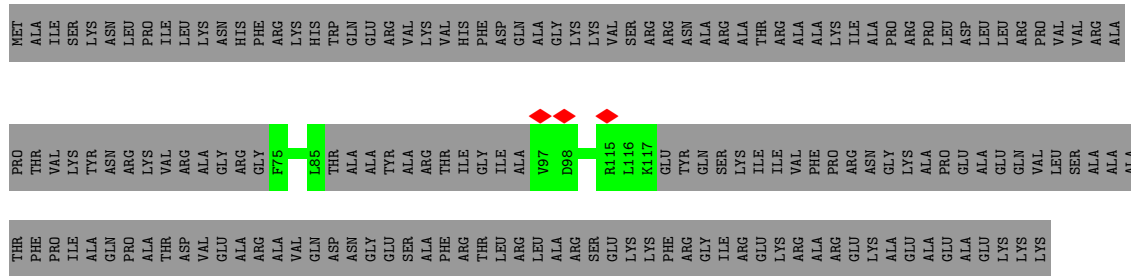 MET ALA ILE SER LYS ASN LEU PRO ILE LEU LYS ASN HIS PHE ARG LYS HIS TRP GLN GLU ARG VAL LYS VAL HIS PHE ASP GLN ALA GLY LYS LYS VAL SER ARG ARG ASN ALA ARG ALA THR ARG ALA ALA LYS ILE ALA PRO ARG PRO LEU ASP LEU LEU ARG PRO VAL VAL ARG ALA
PRO THR VAL LYS TYR ASN ARG LYS VAL ARG ALA GLY ARG GLY F75 L85 THR ALA ALA TYR ALA ARG THR ILE GLY ILE ALA V97 D98 R115 L116 K117 GLU TYR GLN SER LYS ILE ILE VAL PHE PRO ARG ASN GLY LYS ALA PRO GLU ALA GLU GLN VAL LEU SER ALA ALA ALA
THR PHE PRO ILE ALA GLN PRO ALA THR ASP VAL GLU ALA ARG ALA VAL GLN ASP ASN GLY GLU SER ALA PHE ARG THR LEU ARG LEU ALA ARG SER GLU LYS LYS PHE ARG GLY ILE ARG GLU LYS ARG ALA ARG GLU LYS ALA GLU ALA GLU ALA GLU LYS LYS LYS